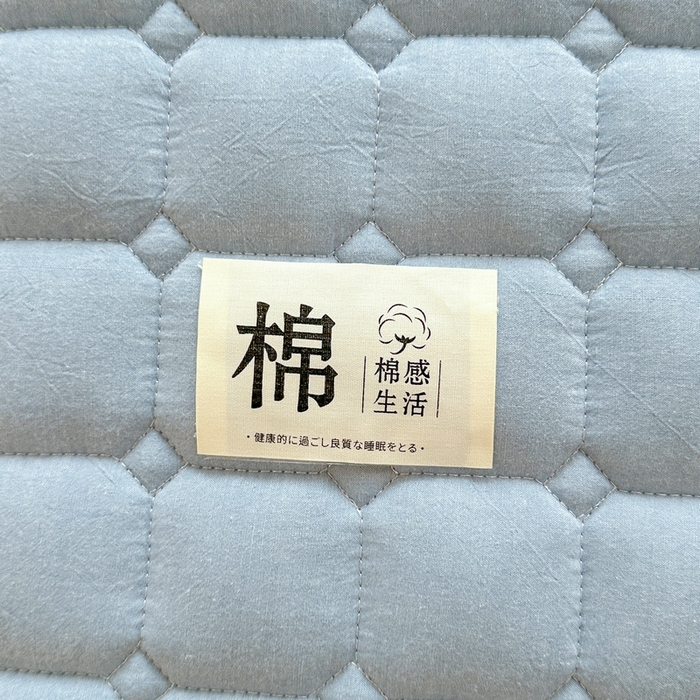 棉
棉感
生活
・健康的に過ごし良質な睡眠をとる・